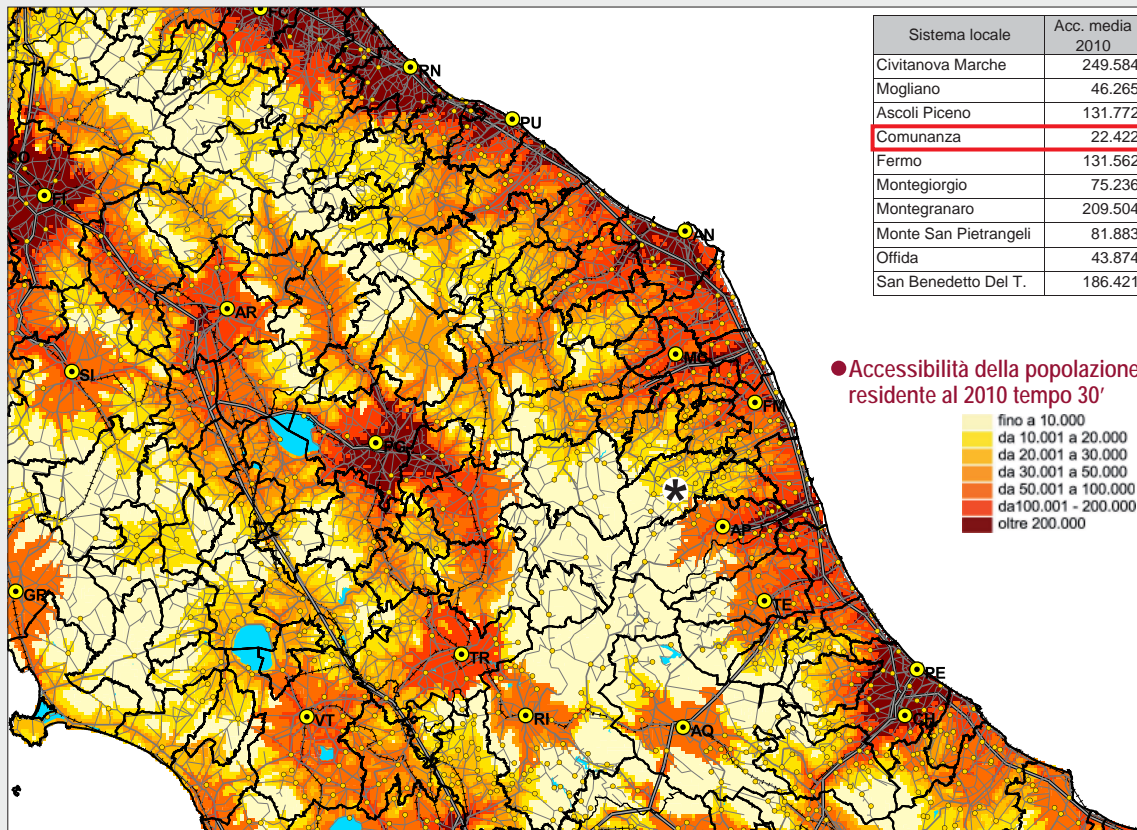 Sistema locale Acc. media 2010
Civitanova Marche 249.584
Mogliano 46.265
Ascoli Piceno 131.772
Comunanza 22.422
Fermo 131.562
Montegiorgio 75.236
Montegranaro 209.504
Monte San Pietrangeli 81.883
Offida 43.874
San Benedetto Del T. 186.421
Accessibilità della popolazione
residente al 2010 tempo 30'
fino a 10.000
da 10.001 a 20.000
da 20.001 a 30.000
da 30.001 a 50.000
da 50.001 a 100.000
da100.001 - 200.000
oltre 200.000
RN
PU
FI
AN
AR
MC
SI
FM
*
AP
GR
TE
TR
PE
VT
RI
AQ
CH